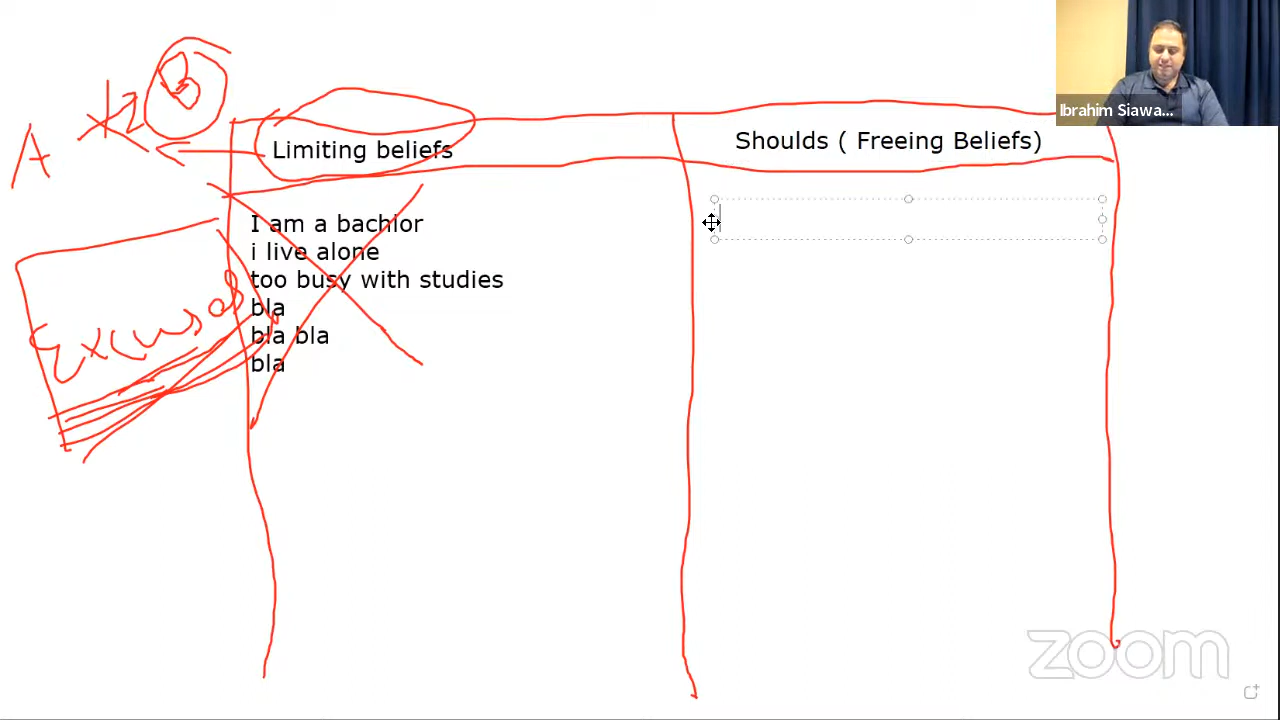 Ibrahim Siawa...
B
A
Limiting beliefs
Shoulds ( Freeing Beliefs)
I am a bachlor
i live alone
too busy with studies
bla
bla bla
bla
Excuses
zoom